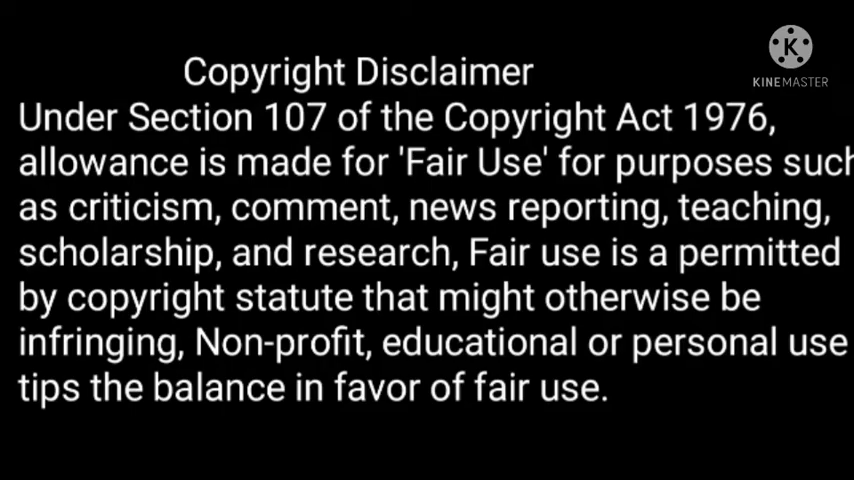 Copyright Disclaimer
Under Section 107 of the Copyright Act 1976,
allowance is made for 'Fair Use' for purposes such
as criticism, comment, news reporting, teaching,
scholarship, and research, Fair use is a permitted
by copyright statute that might otherwise be
infringing, Non-profit, educational or personal use
tips the balance in favor of fair use.
K
KINEMASTER